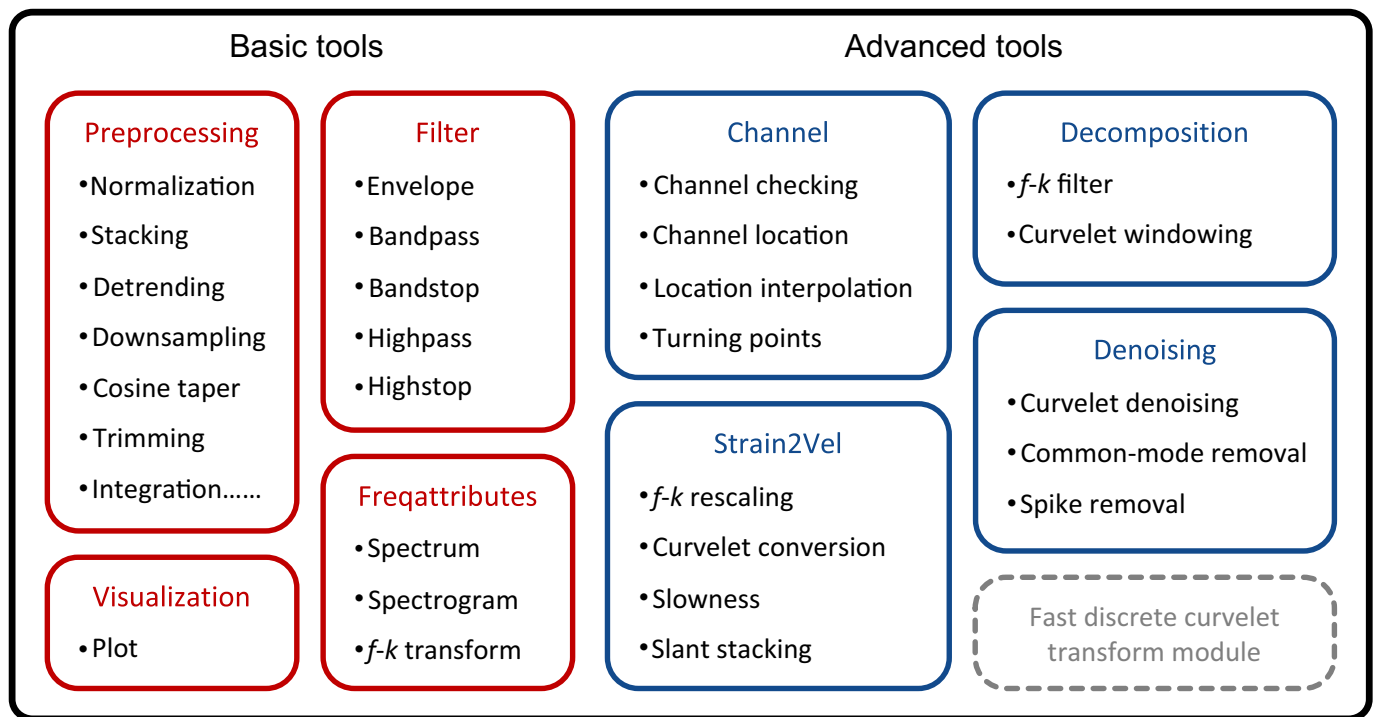 Basic tools
Advanced tools
Preprocessing
•Normalization
•Stacking
•Detrending
•Downsampling
•Cosine taper
•Trimming
•Integration……
Visualization
•Plot
Filter
•Envelope
•Bandpass
•Bandstop
•Highpass
•Highstop
Freqattributes
•Spectrum
•Spectrogram
•f-k transform
Channel
•Channel checking
•Channel location
•Location interpolation
•Turning points
Strain2Vel
•f-k rescaling
•Curvelet conversion
•Slowness
•Slant stacking
Decomposition
•f-k filter
•Curvelet windowing
Denoising
•Curvelet denoising
•Common-mode removal
•Spike removal
Fast discrete curvelet
transform module